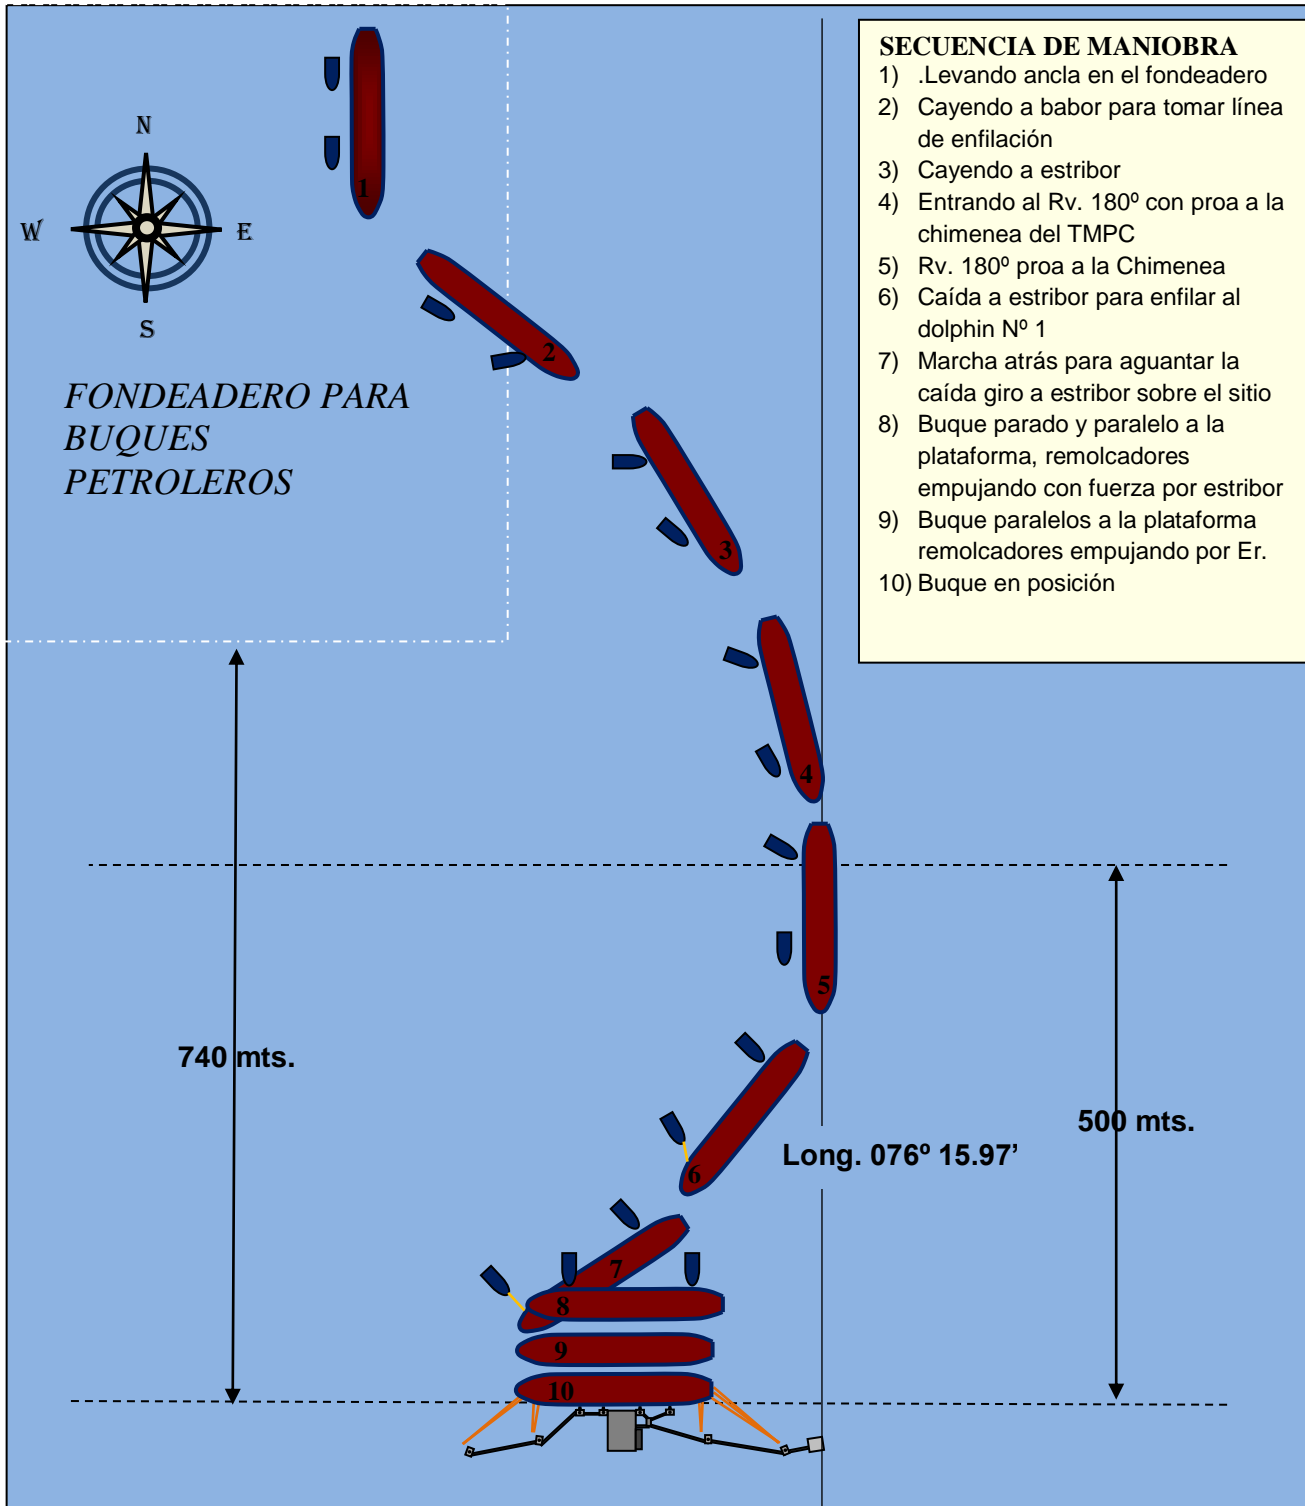 SECUENCIA DE MANIOBRA
1) .Levando ancla en el fondeadero
2) Cayendo a babor para tomar línea
de enfilación
3) Cayendo a estribor
4) Entrando al Rv. 180º con proa a la
chimenea del TMPC
5) Rv. 180º proa a la Chimenea
6) Caída a estribor para enfilar al
dolphin Nº 1
7) Marcha atrás para aguantar la
caída giro a estribor sobre el sitio
8) Buque parado y paralelo a la
plataforma, remolcadores
empujando con fuerza por estribor
9) Buque paralelos a la plataforma
remolcadores empujando por Er.
10) Buque en posición
N
W
E
S
FONDEADERO PARA
BUQUES
PETROLEROS
1
2
3
4
5
740 mts.
500 mts.
Long. 076º 15.97’
6
7
8
9
10